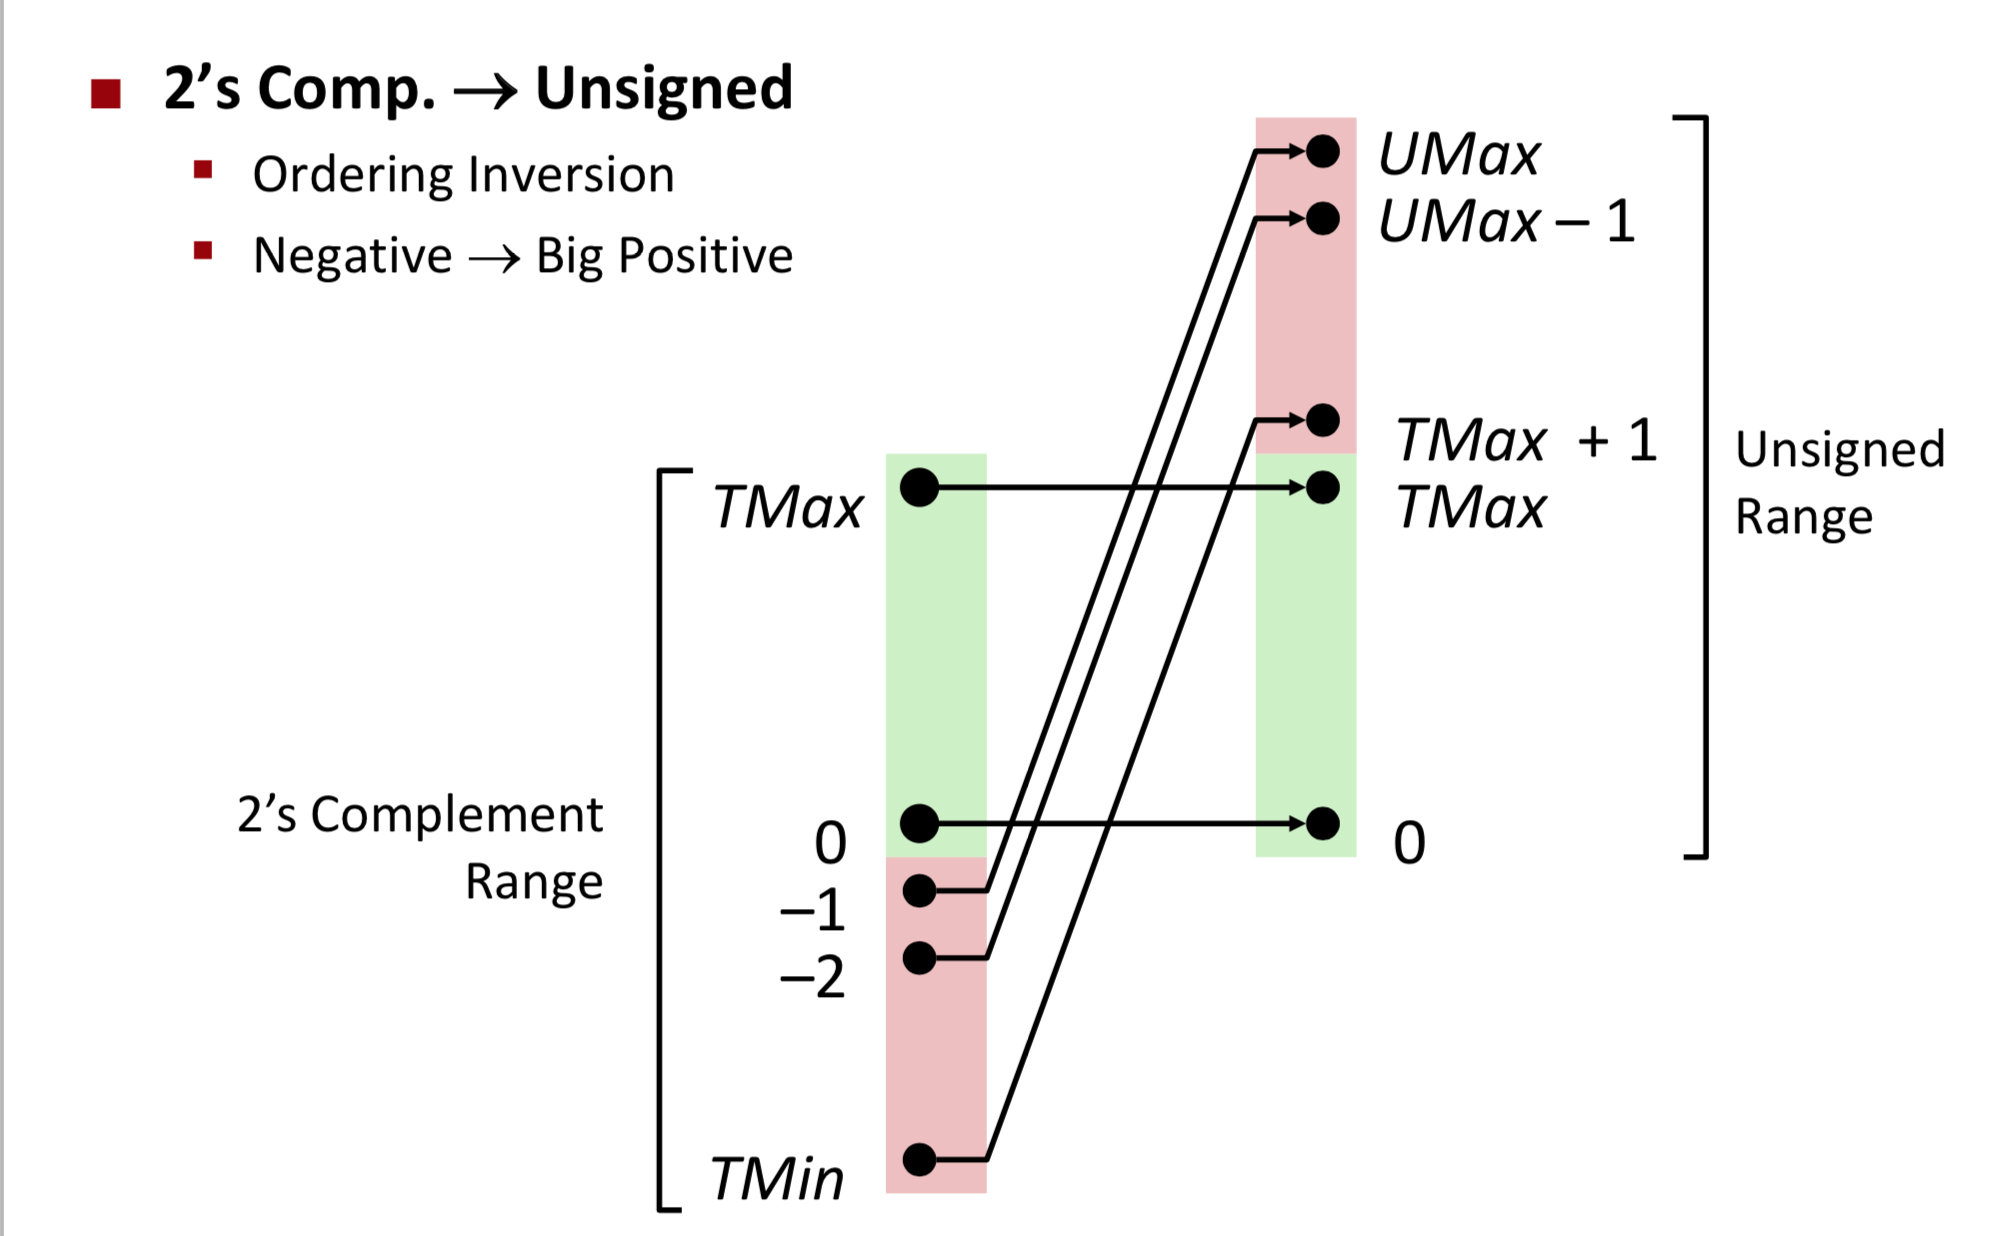 2’s Comp. → Unsigned
Ordering Inversion
Negative → Big Positive
UMax
UMax – 1
TMax + 1
TMax
Unsigned
Range
TMax
2’s Complement
Range
0
–1
–2
TMin
0